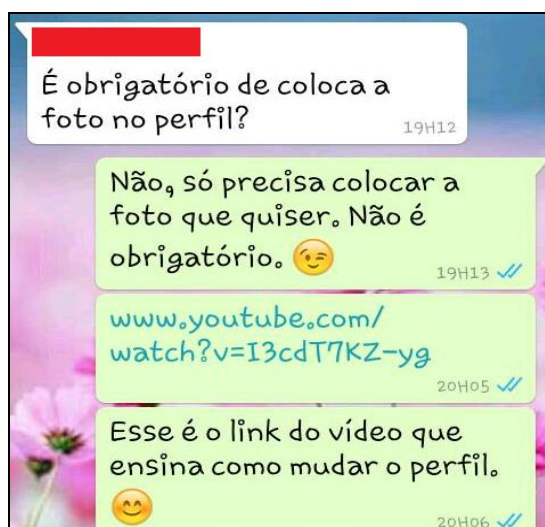 É obrigatório de coloca a
foto no perfil?
19H12
Não, só precisa colocar a
foto que quiser. Não é
obrigatório. 😉
19H13
www.youtube.com/
watch?v=I3cdT7KZ-yg
20H05
Esse é o link do vídeo que
ensina como mudar o perfil.
😊
20H06